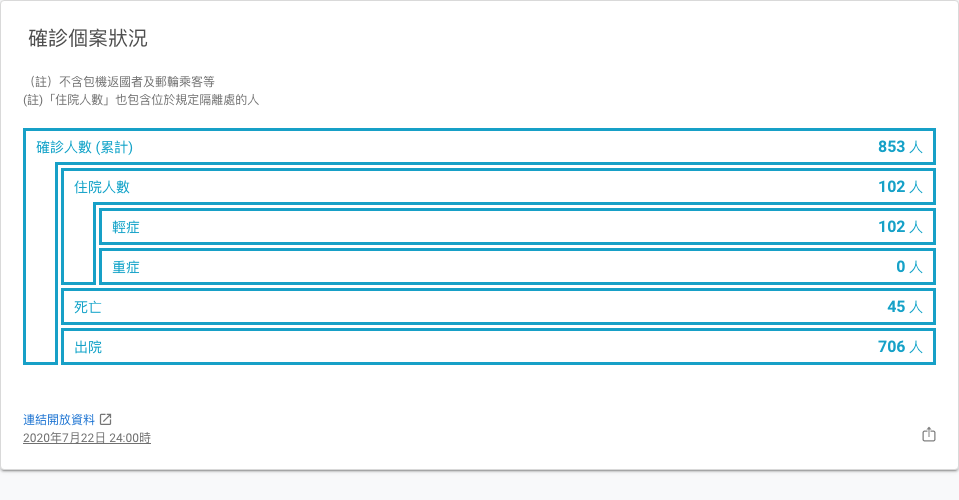 確診個案狀況
（註）不含包機返國者及郵輪乘客等
(註)「住院人數」也包含位於規定隔離處的人
確診人數 (累計) 853 人
住院人數 102 人
輕症 102 人
重症 0 人
死亡 45 人
出院 706 人
連結開放資料
2020年7月22日 24:00時